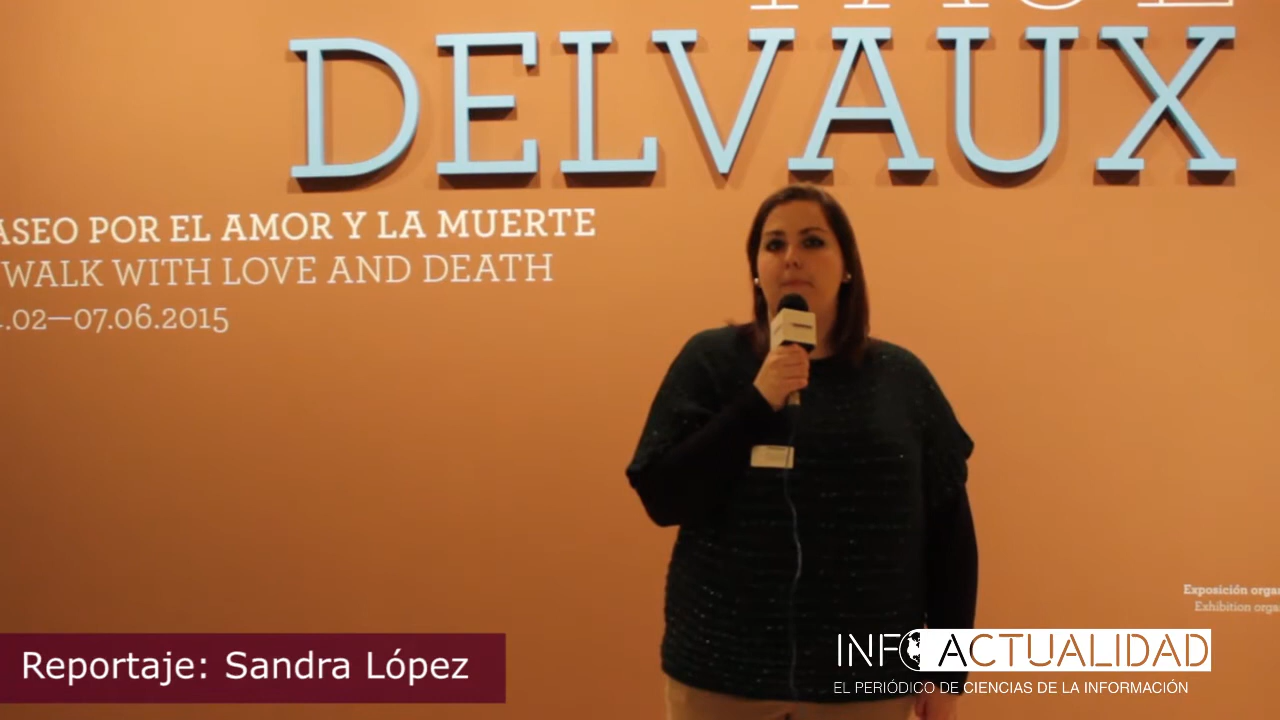 DELVAUX
ASEO POR EL AMOR Y LA MUERTE
WALK WITH LOVE AND DEATH
.02—07.06.2015
Exposición orga
Exhibition orga
Reportaje: Sandra López
INFOACTUALIDAD
EL PERIÓDICO DE CIENCIAS DE LA INFORMACIÓN